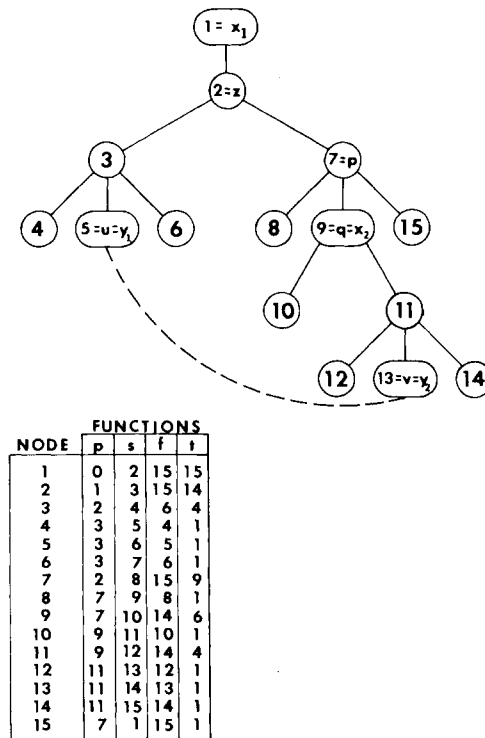 1 = x₁
2 = z
3
7 = p
4
5 = u = y₁
6
8
9 = q = x₂
15
10
11
12
13 = v = y₂
14
FUNCTIONS
NODE p s f t
1 0 2 15 15
2 1 3 15 14
3 2 4 6 4
4 3 5 4 1
5 3 6 5 1
6 3 7 6 1
7 2 8 15 9
8 7 9 8 1
9 7 10 14 6
10 9 11 10 1
11 9 12 14 4
12 11 13 12 1
13 11 14 13 1
14 11 15 14 1
15 7 1 15 1